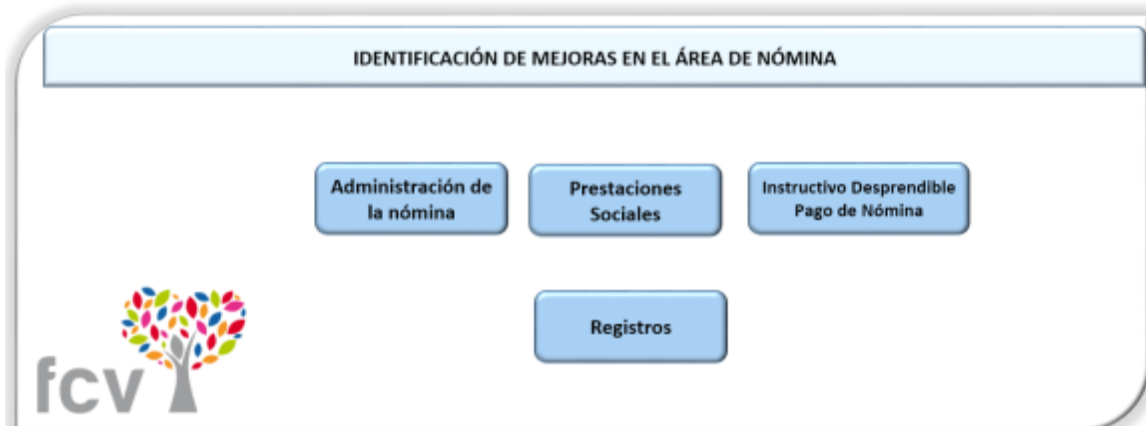 IDENTIFICACIÓN DE MEJORAS EN EL ÁREA DE NÓMINA
Administración de
la nómina
Prestaciones
Sociales
Instructivo Desprendible
Pago de Nómina
Registros
fcv